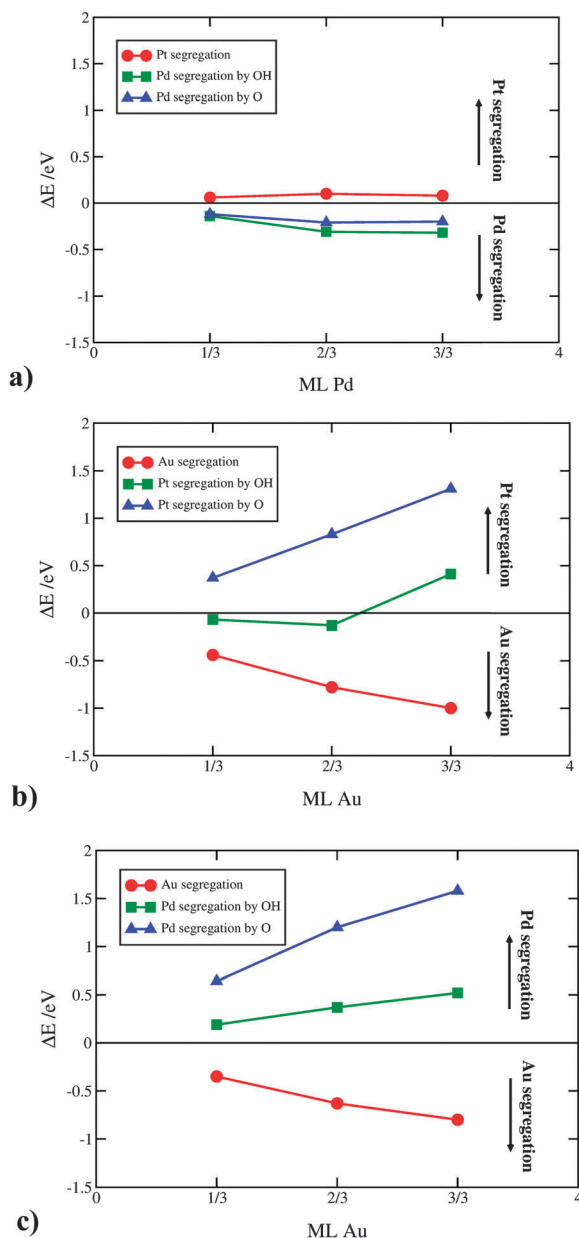 2
Pt segregation
Pd segregation by OH
Pd segregation by O
1.5
1
0.5
0
-0.5
-1
-1.5
ΔE /eV
Pt segregation
Pd segregation
0
1/3
2/3
3/3
4
ML Pd
a)
2
Au segregation
Pt segregation by OH
Pt segregation by O
1.5
1
0.5
0
-0.5
-1
-1.5
ΔE /eV
Pt segregation
Au segregation
0
1/3
2/3
3/3
4
ML Au
b)
2
Au segregation
Pd segregation by OH
Pd segregation by O
1.5
1
0.5
0
-0.5
-1
-1.5
ΔE /eV
Pd segregation
Au segregation
0
1/3
2/3
3/3
4
ML Au
c)